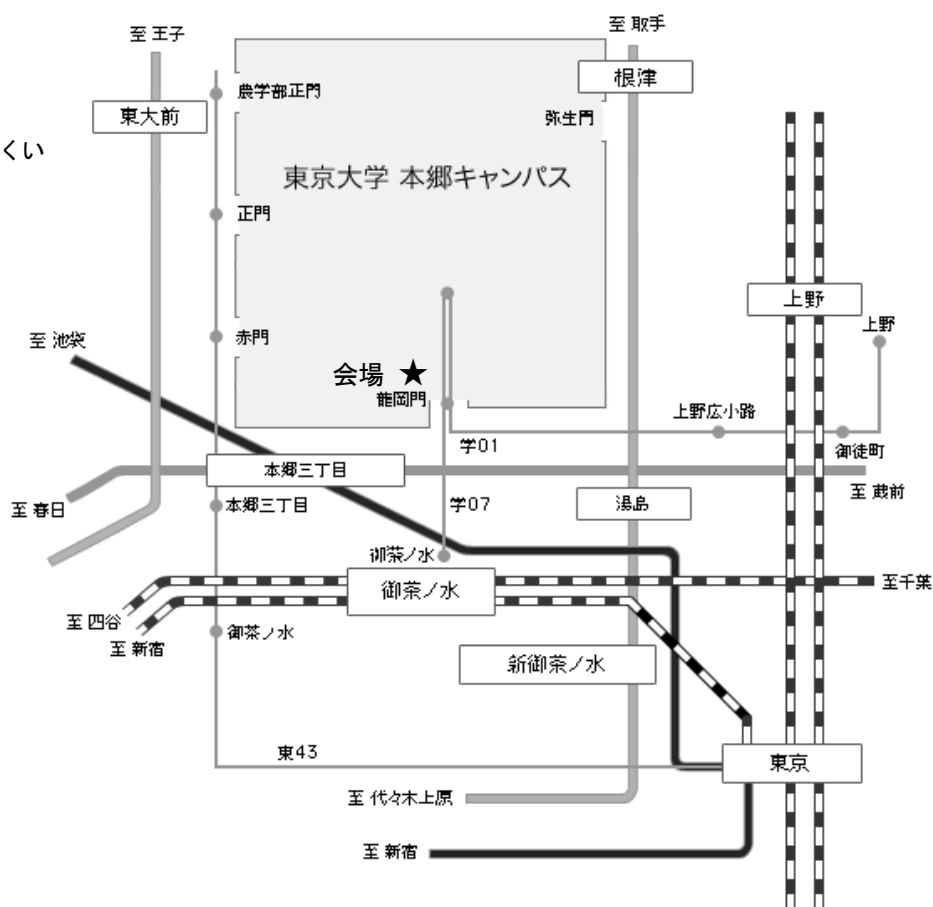 至 取手
至 王子
根津
農学部正門
東大前
弥生門
くい
東京大学 本郷キャンパス
正門
上野
上野
赤門
至 池袋
会場 ★
龍岡門
上野広小路
学01
御徒町
本郷三丁目
至 蔵前
学07
湯島
本郷三丁目
至 春日
御茶ノ水
至千葉
御茶ノ水
至 四谷
御茶ノ水
至 新宿
新御茶ノ水
東43
東京
至 代々木上原
至 新宿